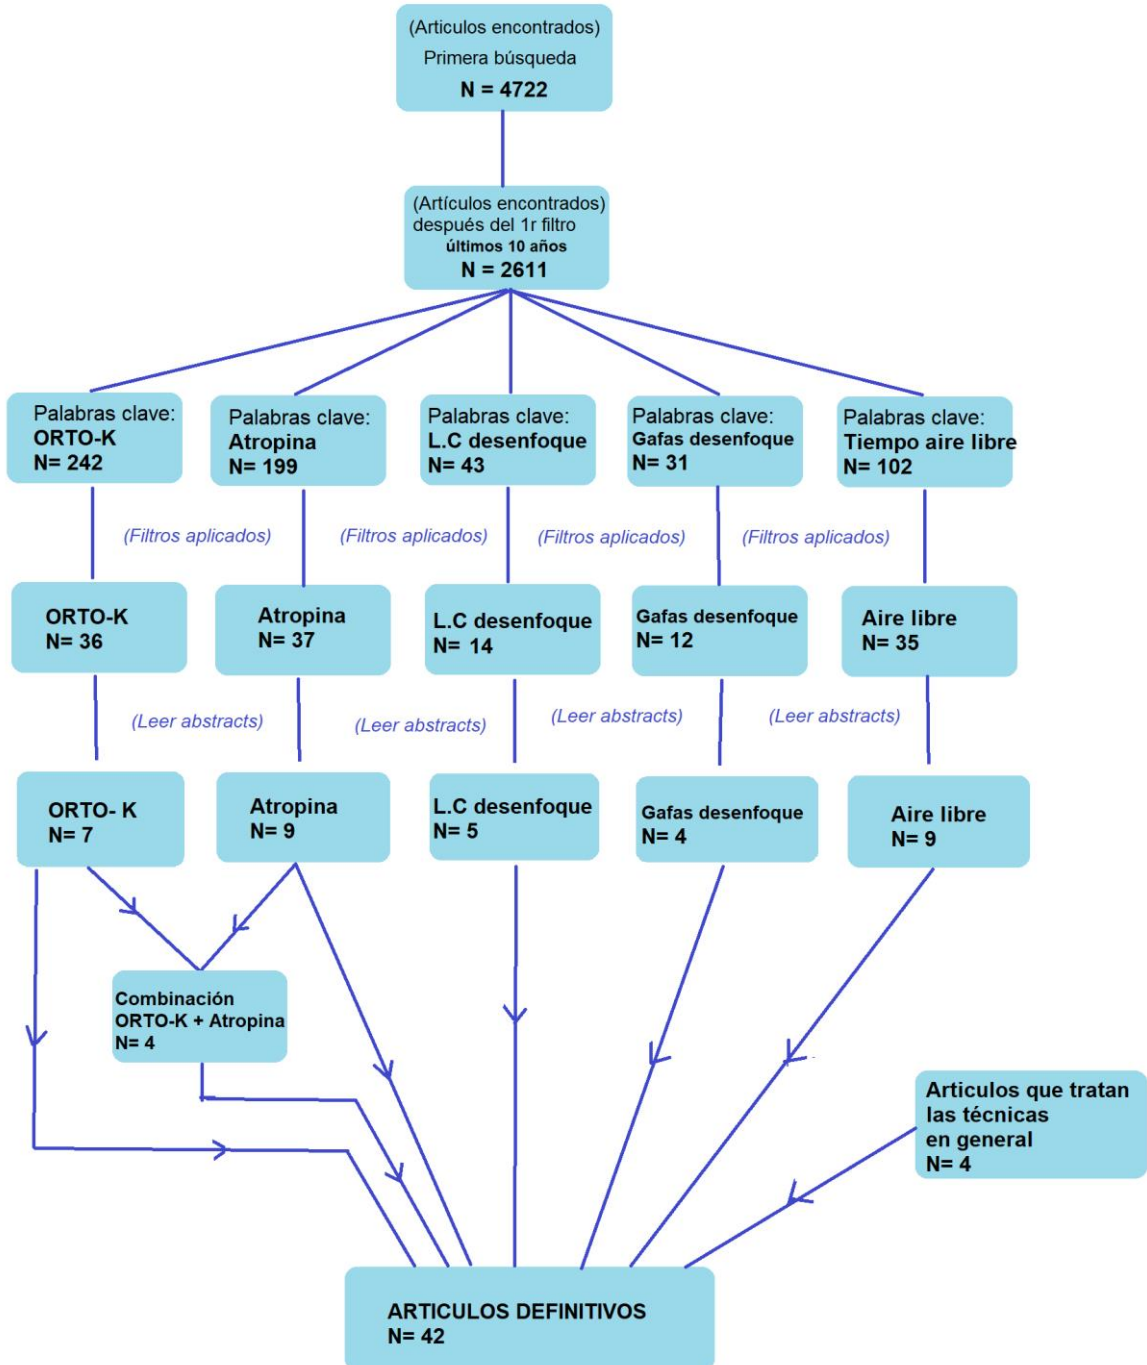 (Articulos encontrados)
Primera búsqueda
N = 4722
(Artículos encontrados)
después del 1r filtro
últimos 10 años
N = 2611
Palabras clave:
ORTO-K
N= 242
Palabras clave:
Atropina
N= 199
Palabras clave:
L.C desenfoque
N= 43
Palabras clave:
Gafas desenfoque
N= 31
Palabras clave:
Tiempo aire libre
N= 102
(Filtros aplicados)
(Filtros aplicados)
(Filtros aplicados)
(Filtros aplicados)
ORTO-K
N= 36
Atropina
N= 37
L.C desenfoque
N= 14
Gafas desenfoque
N= 12
Aire libre
N= 35
(Leer abstracts)
(Leer abstracts)
(Leer abstracts)
(Leer abstracts)
ORTO- K
N= 7
Atropina
N= 9
L.C desenfoque
N= 5
Gafas desenfoque
N= 4
Aire libre
N= 9
Combinación
ORTO-K + Atropina
N= 4
Articulos que tratan
las técnicas
en general
N= 4
ARTICULOS DEFINITIVOS
N= 42